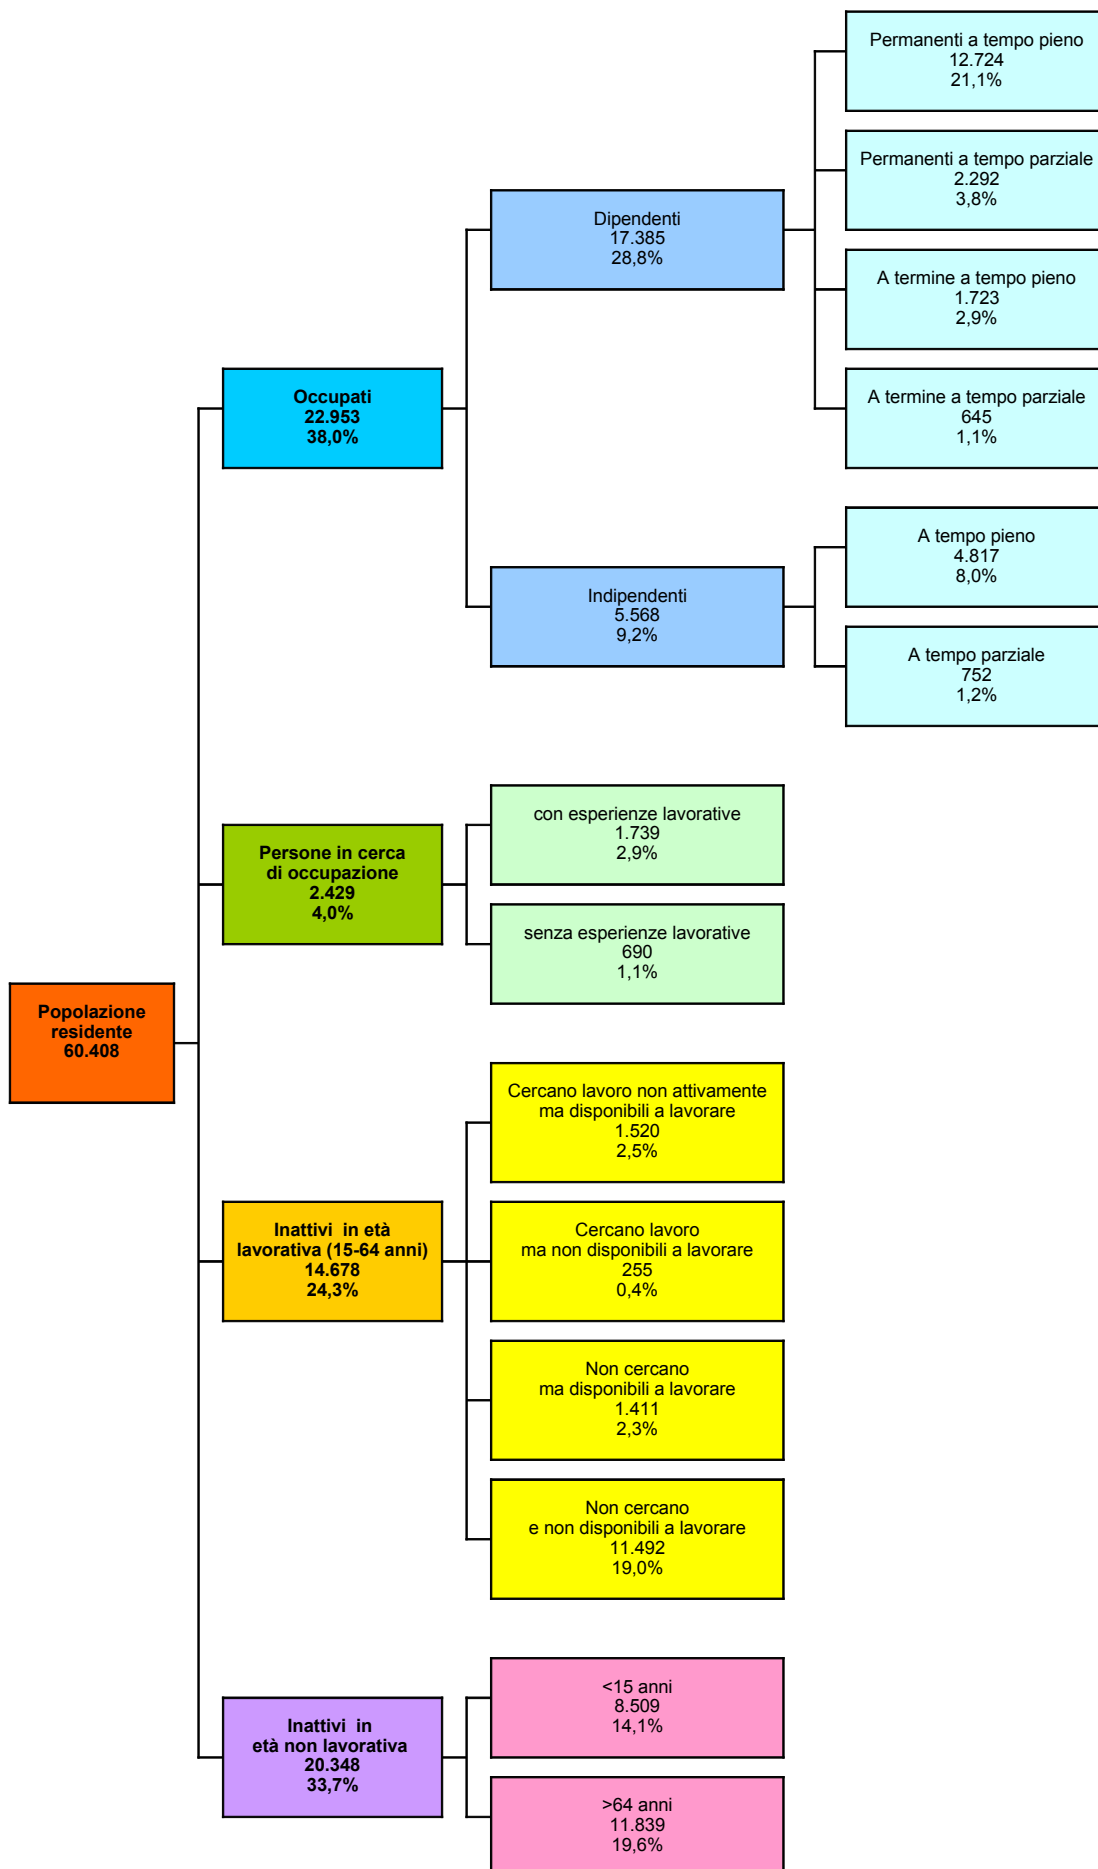 Popolazione
residente
60.408
Occupati
22.953
38,0%
Dipendenti
17.385
28,8%
Permanenti a tempo pieno
12.724
21,1%
Permanenti a tempo parziale
2.292
3,8%
A termine a tempo pieno
1.723
2,9%
A termine a tempo parziale
645
1,1%
Indipendenti
5.568
9,2%
A tempo pieno
4.817
8,0%
A tempo parziale
752
1,2%
Persone in cerca
di occupazione
2.429
4,0%
con esperienze lavorative
1.739
2,9%
senza esperienze lavorative
690
1,1%
Inattivi in età
lavorativa (15-64 anni)
14.678
24,3%
Cercano lavoro non attivamente
ma disponibili a lavorare
1.520
2,5%
Cercano lavoro
ma non disponibili a lavorare
255
0,4%
Non cercano
ma disponibili a lavorare
1.411
2,3%
Non cercano
e non disponibili a lavorare
11.492
19,0%
Inattivi in
età non lavorativa
20.348
33,7%
<15 anni
8.509
14,1%
>64 anni
11.839
19,6%